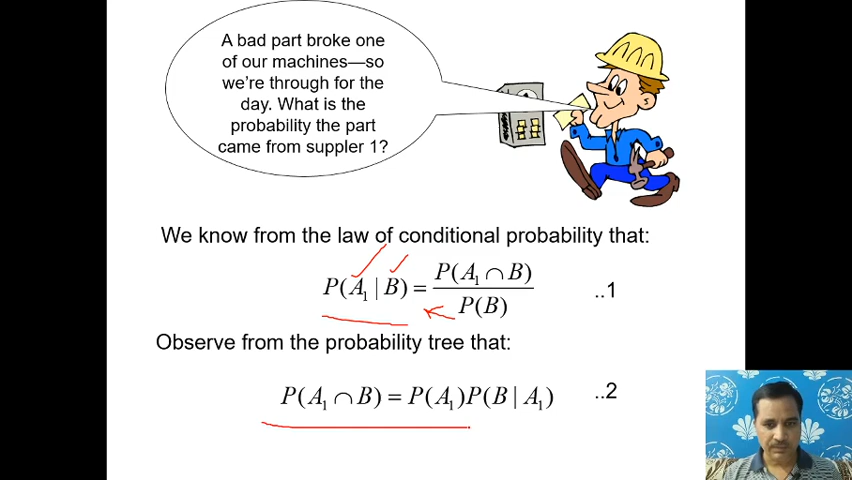 A bad part broke one
of our machines—so
we're through for the
day. What is the
probability the part
came from suppler 1?
We know from the law of conditional probability that:
P(A₁ | B) = P(A₁ ∩ B) / P(B) ..1
Observe from the probability tree that:
P(A₁ ∩ B) = P(A₁)P(B | A₁) ..2